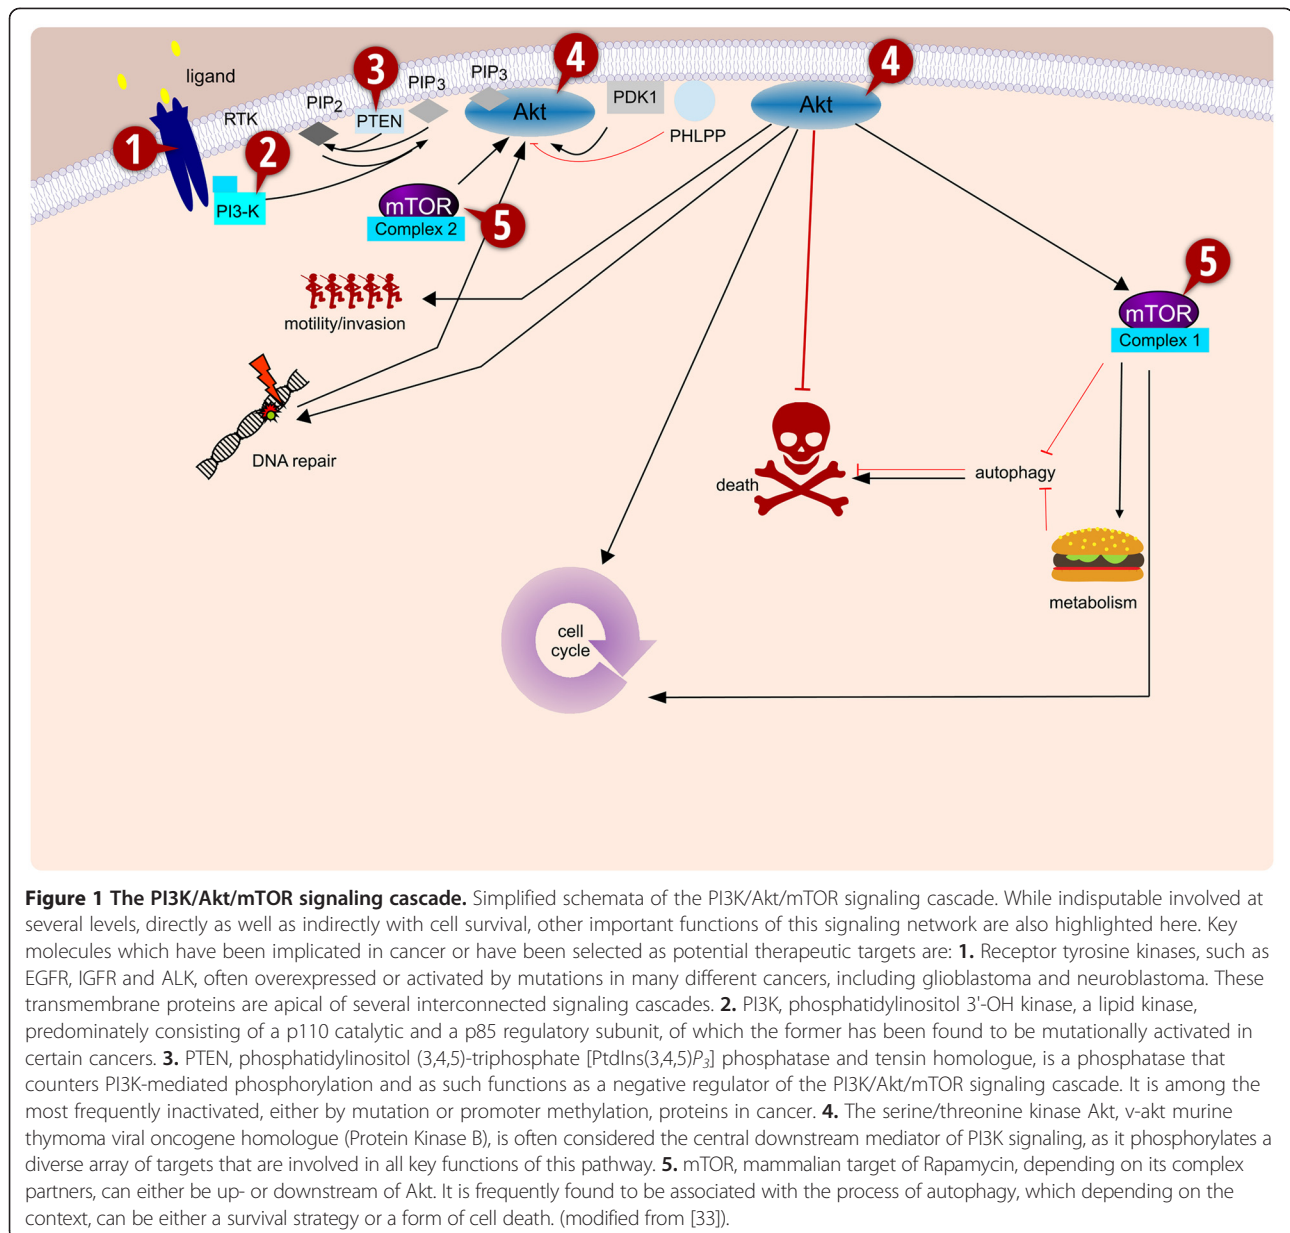 ligand
RTK
PIP2
3
PTEN
PIP3
PIP3
4
Akt
PDK1
PHLPP
4
Akt
1
2
PI3-K
mTOR
Complex 2
5
5
mTOR
Complex 1
motility/invasion
DNA repair
death
autophagy
metabolism
cell
cycle
Figure 1 The PI3K/Akt/mTOR signaling cascade. Simplified schemata of the PI3K/Akt/mTOR signaling cascade. While indisputable involved at
several levels, directly as well as indirectly with cell survival, other important functions of this signaling network are also highlighted here. Key
molecules which have been implicated in cancer or have been selected as potential therapeutic targets are: 1. Receptor tyrosine kinases, such as
EGFR, IGFR and ALK, often overexpressed or activated by mutations in many different cancers, including glioblastoma and neuroblastoma. These
transmembrane proteins are apical of several interconnected signaling cascades. 2. PI3K, phosphatidylinositol 3'-OH kinase, a lipid kinase,
predominately consisting of a p110 catalytic and a p85 regulatory subunit, of which the former has been found to be mutationally activated in
certain cancers. 3. PTEN, phosphatidylinositol (3,4,5)-triphosphate [PtdIns(3,4,5)P3] phosphatase and tensin homologue, is a phosphatase that
counters PI3K-mediated phosphorylation and as such functions as a negative regulator of the PI3K/Akt/mTOR signaling cascade. It is among the
most frequently inactivated, either by mutation or promoter methylation, proteins in cancer. 4. The serine/threonine kinase Akt, v-akt murine
thymoma viral oncogene homologue (Protein Kinase B), is often considered the central downstream mediator of PI3K signaling, as it phosphorylates a
diverse array of targets that are involved in all key functions of this pathway. 5. mTOR, mammalian target of Rapamycin, depending on its complex
partners, can either be up- or downstream of Akt. It is frequently found to be associated with the process of autophagy, which depending on the
context, can be either a survival strategy or a form of cell death. (modified from [33]).